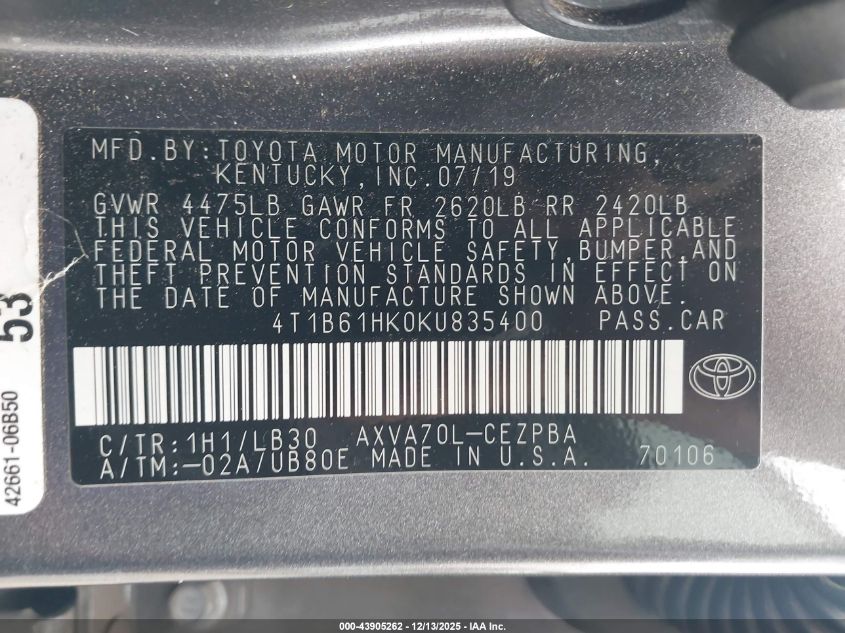 MFD.BY:TOYOTA MOTOR MANUFACTURING,
KENTUCKY,INC.07/19
GVWR 4475LB GAWR FR 2620LB RR 2420LB
THIS VEHICLE CONFORMS TO ALL APPLICABLE
FEDERAL MOTOR VEHICLE SAFETY,BUMPER,AND
THEFT PREVENTION STANDARDS IN EFFECT ON
THE DATE OF MANUFACTURE SHOWN ABOVE.
4T1B61HK0KU835400 PASS.CAR
C/TR:1H1/LB30 AXVA70L-CEZPBA
A/TM:-02A/UB80E MADE IN U.S.A. 70106
53
42661-06B50
000-43905262 - 12/13/2025 - IAA Inc.